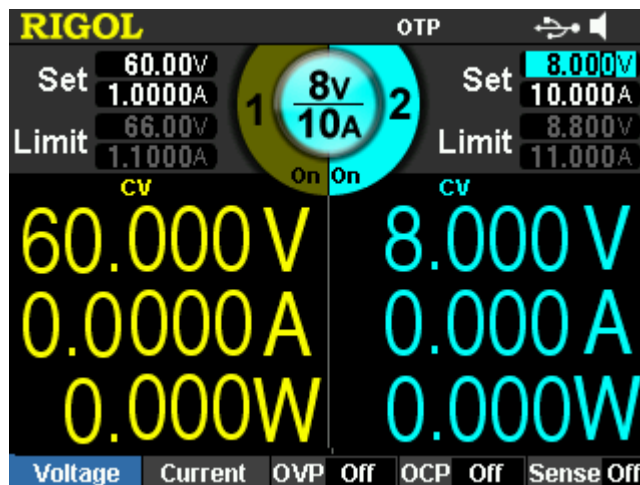 RIGOL OTP
Set 60.00V 1 8V 2 Set 8.000V
1.0000A 10A 10.000A
Limit 66.00V Limit 8.800V
1.1000A On On 11.000A
CV CV
60.000 V 8.000 V
0.0000 A 0.000 A
0.000W 0.000W
Voltage Current OVP Off OCP Off Sense Off